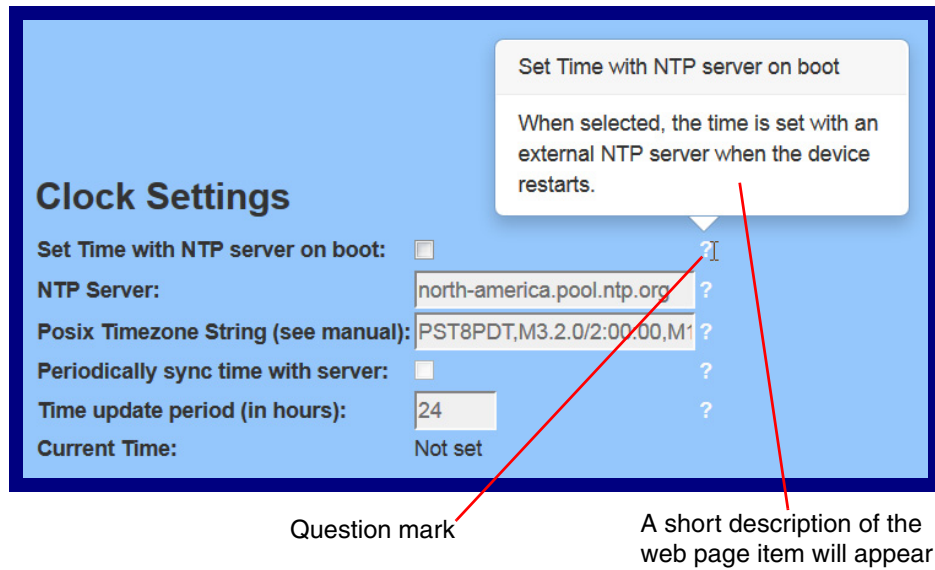 Set Time with NTP server on boot
When selected, the time is set with an
external NTP server when the device
restarts.
Clock Settings
Set Time with NTP server on boot: ?
NTP Server: north-america.pool.ntp.org ?
Posix Timezone String (see manual): PST8PDT,M3.2.0/2:00:00,M1 ?
Periodically sync time with server: ?
Time update period (in hours): 24 ?
Current Time: Not set
Question mark
A short description of the
web page item will appear